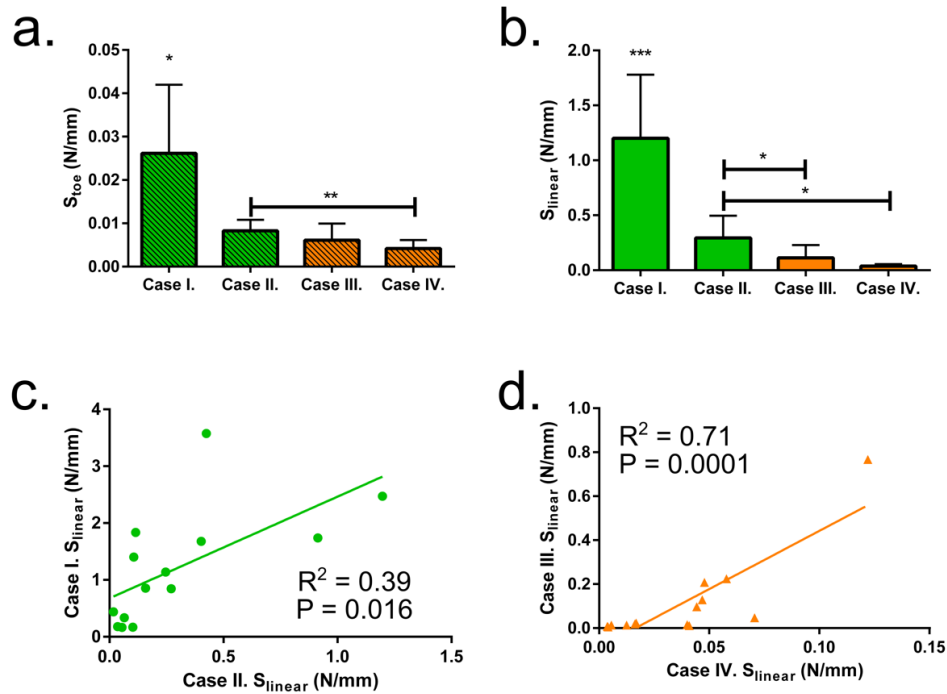 a.
0.05
0.04
0.03
0.02
0.01
0.00
S_toe (N/mm)
*
**
Case I. Case II. Case III. Case IV.
b.
2.0
1.5
1.0
0.5
0.0
S_linear (N/mm)
***
*
*
Case I. Case II. Case III. Case IV.
c.
4
3
2
1
0
Case I. S_linear (N/mm)
R² = 0.39
P = 0.016
0.0 0.5 1.0 1.5
Case II. S_linear (N/mm)
d.
1.0
0.8
0.6
0.4
0.2
0.0
Case III. S_linear (N/mm)
R² = 0.71
P = 0.0001
0.00 0.05 0.10 0.15
Case IV. S_linear (N/mm)